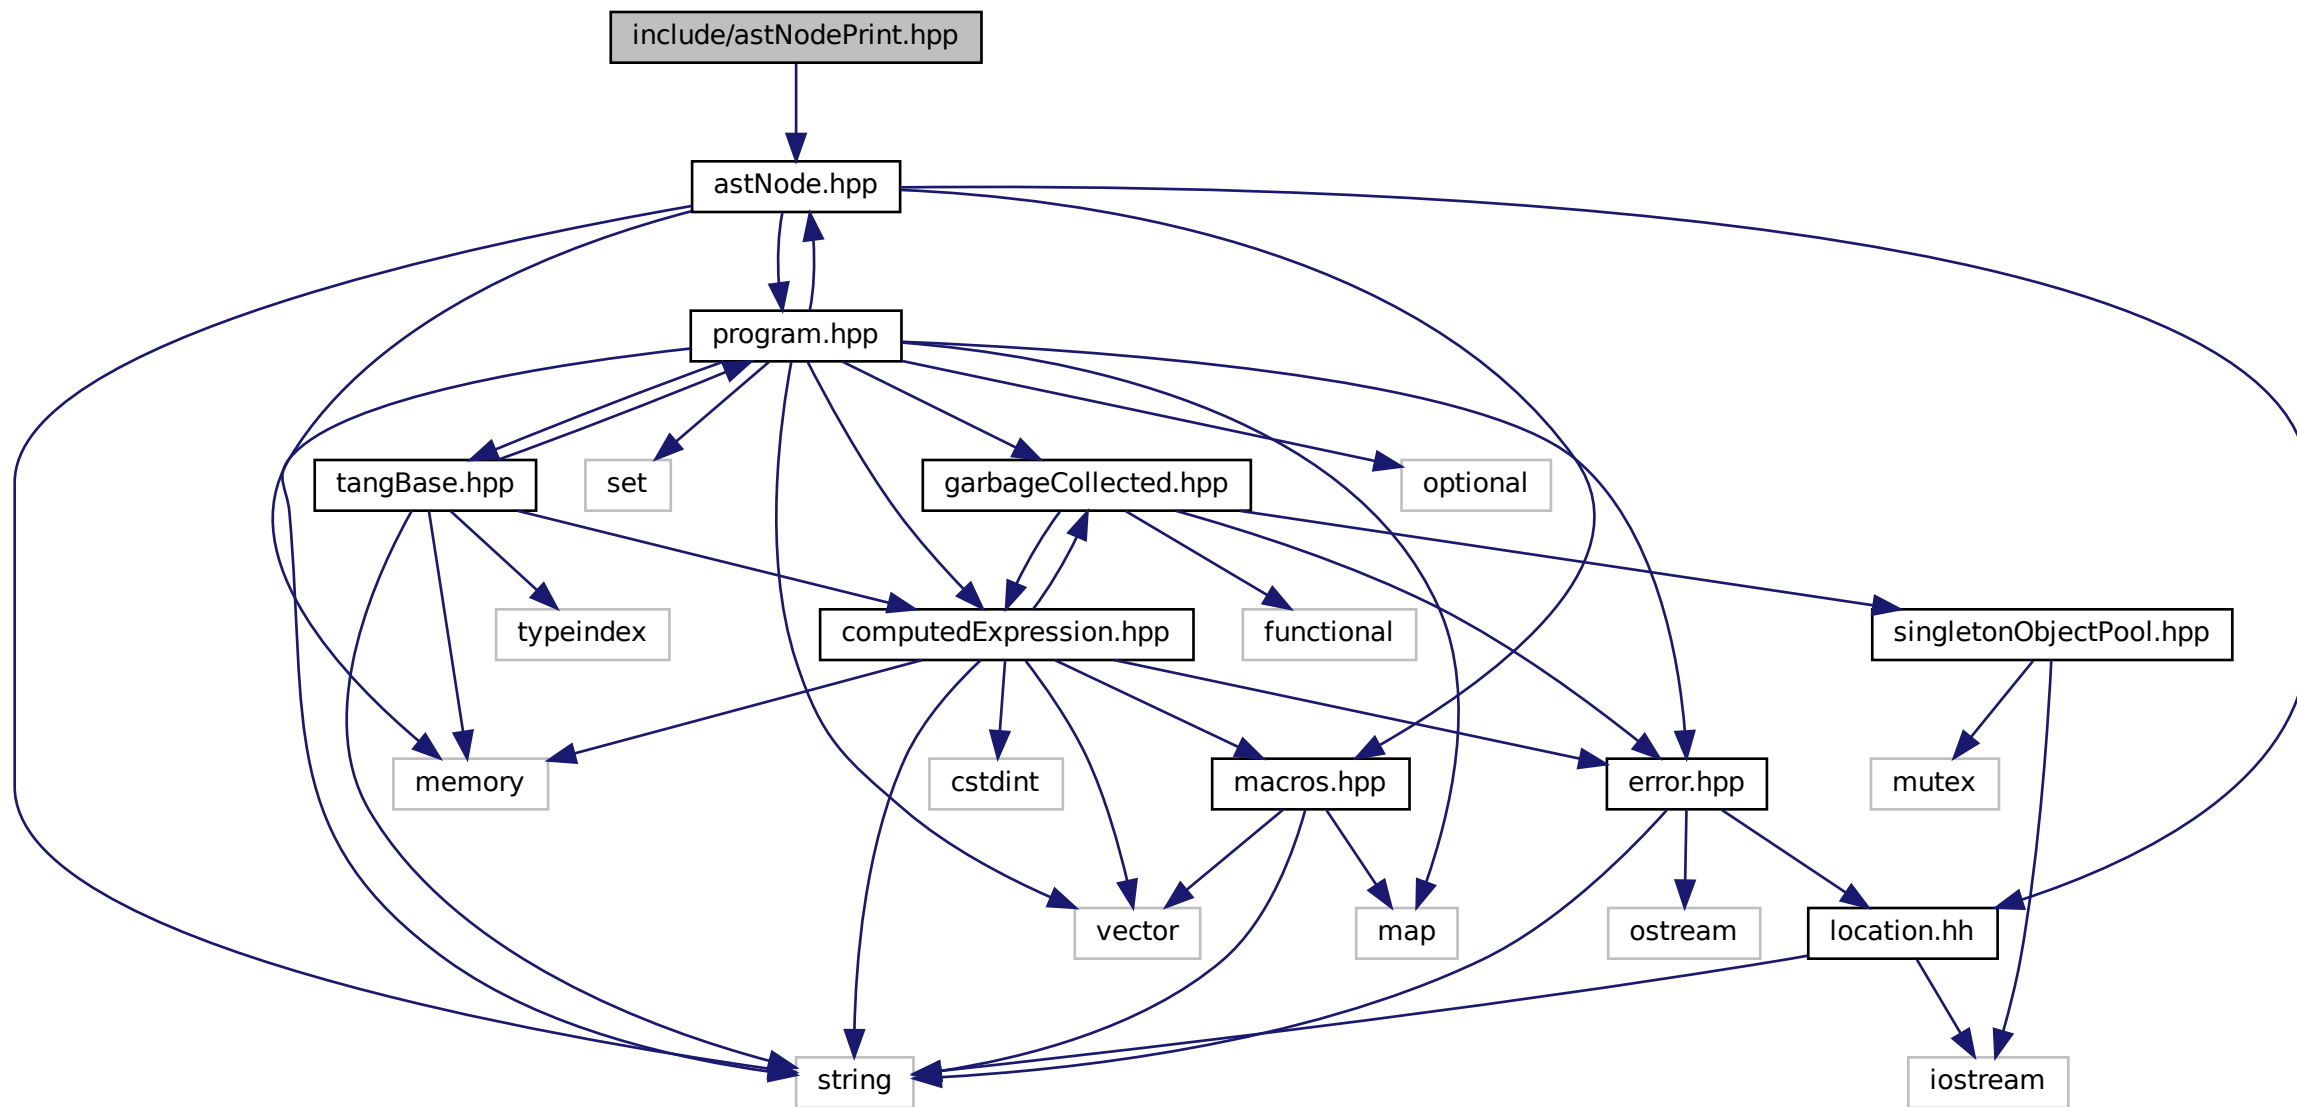 include/astNodePrint.hpp
astNode.hpp
program.hpp
tangBase.hpp
set
garbageCollected.hpp
optional
typeindex
computedExpression.hpp
functional
singletonObjectPool.hpp
memory
cstdint
macros.hpp
error.hpp
mutex
vector
map
ostream
location.hh
string
iostream